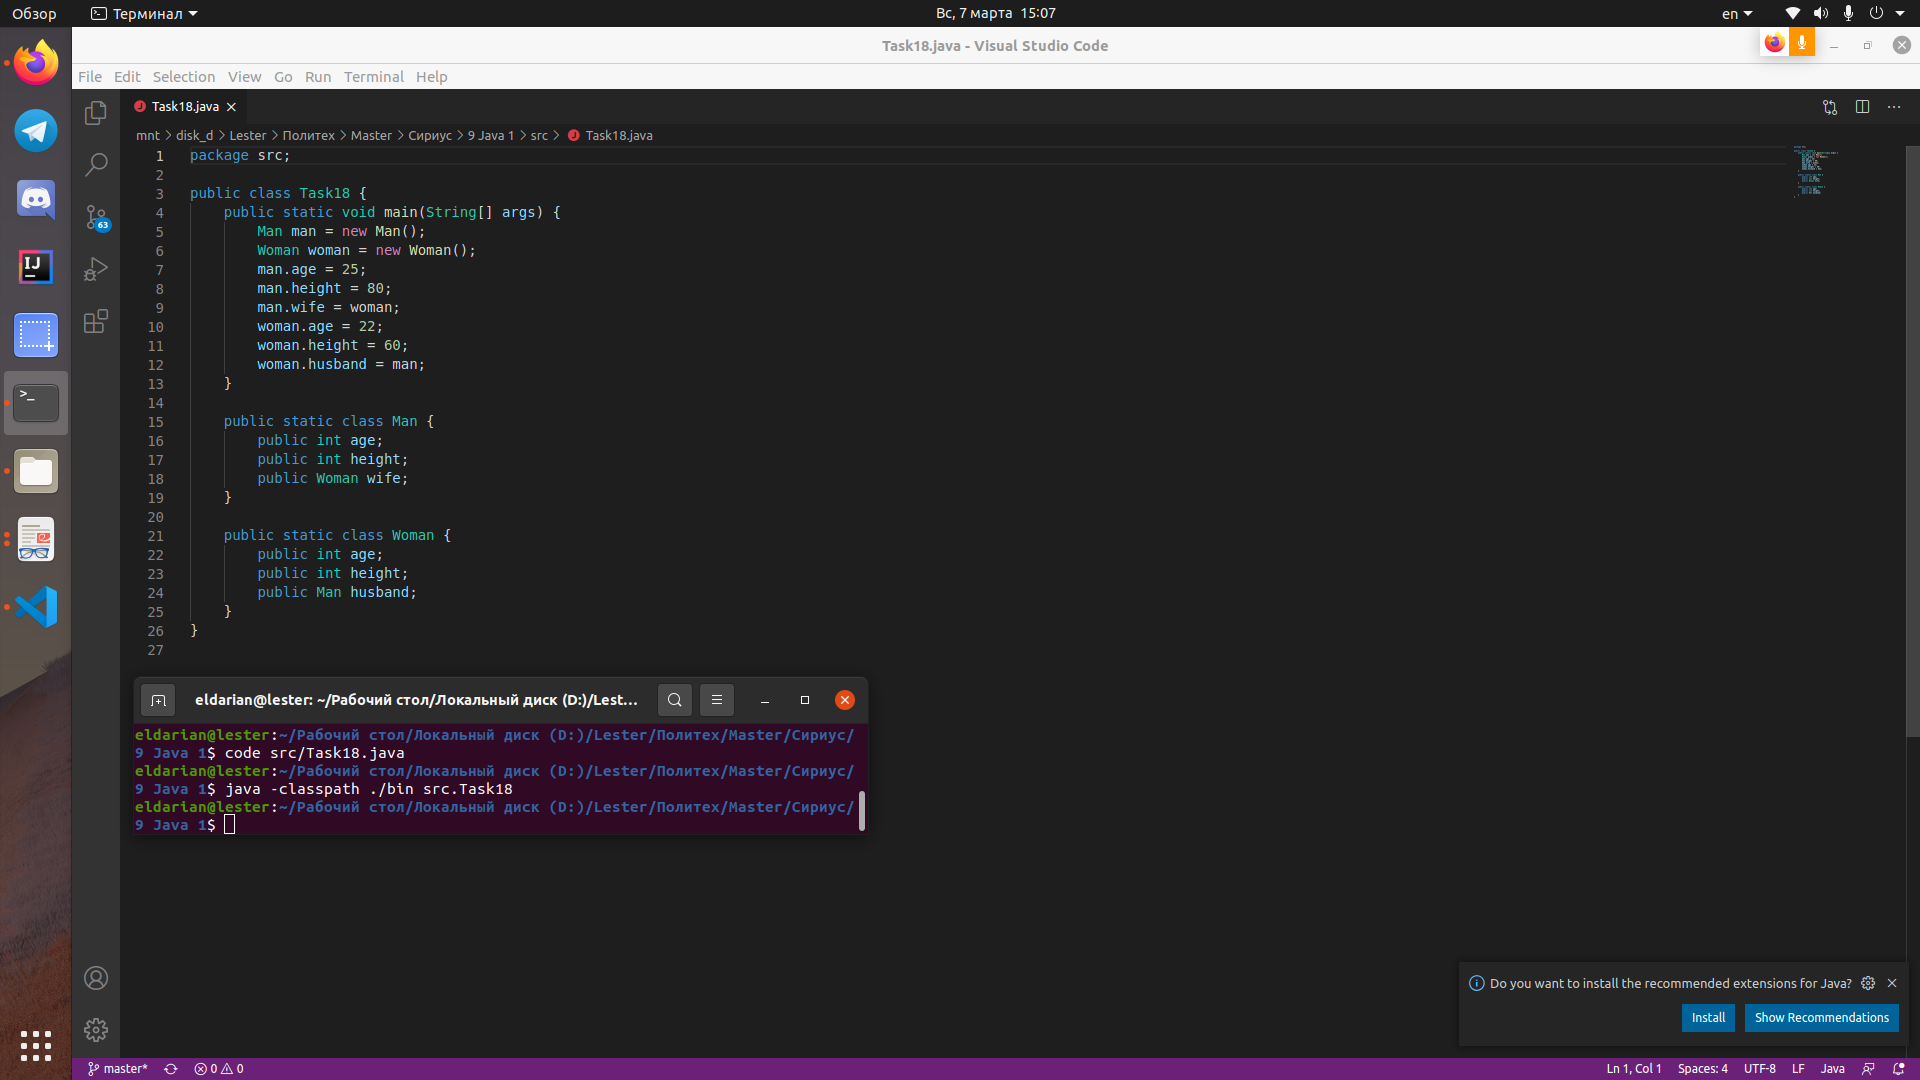 Обзор
Терминал
Вс, 7 марта 15:07
en
Task18.java - Visual Studio Code
File Edit Selection View Go Run Terminal Help
Task18.java
mnt > disk_d > Lester > Политех > Master > Сириус > 9 Java 1 > src > Task18.java
1 package src;
2
3 public class Task18 {
4 public static void main(String[] args) {
5 Man man = new Man();
6 Woman woman = new Woman();
7 man.age = 25;
8 man.height = 80;
9 man.wife = woman;
10 woman.age = 22;
11 woman.height = 60;
12 woman.husband = man;
13 }
14
15 public static class Man {
16 public int age;
17 public int height;
18 public Woman wife;
19 }
20
21 public static class Woman {
22 public int age;
23 public int height;
24 public Man husband;
25 }
26 }
27
63
IJ
>_
eldarian@lester: ~/Рабочий стол/Локальный диск (D:)/Lest...
eldarian@lester:~/Рабочий стол/Локальный диск (D:)/Lester/Политех/Master/Сириус/
9 Java 1$ code src/Task18.java
eldarian@lester:~/Рабочий стол/Локальный диск (D:)/Lester/Политех/Master/Сириус/
9 Java 1$ java -classpath ./bin src.Task18
eldarian@lester:~/Рабочий стол/Локальный диск (D:)/Lester/Политех/Master/Сириус/
9 Java 1$
Do you want to install the recommended extensions for Java?
Install
Show Recommendations
master* 0 0
Ln 1, Col 1 Spaces: 4 UTF-8 LF Java